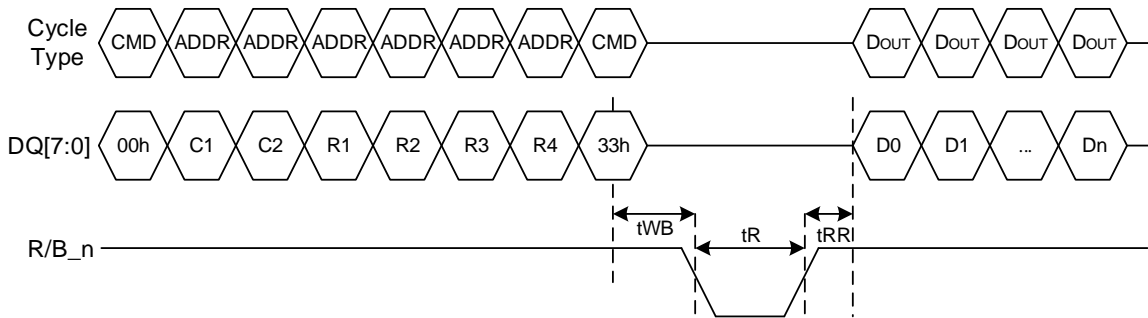 Cycle Type CMD ADDR ADDR ADDR ADDR ADDR ADDR CMD DOUT DOUT DOUT DOUT
DQ[7:0] 00h C1 C2 R1 R2 R3 R4 33h D0 D1 ... Dn
tWB tR tRR
R/B_n